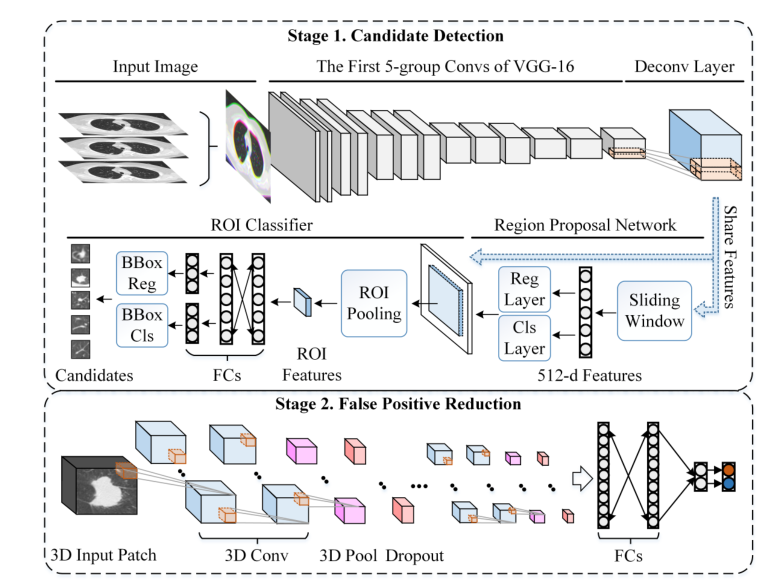 Stage 1. Candidate Detection
Input Image
The First 5-group Convs of VGG-16
Deconv Layer
Share Features
ROI Classifier
Region Proposal Network
BBox
Reg
BBox
Cls
ROI
Pooling
Reg
Layer
Cls
Layer
Sliding
Window
Candidates
FCs
ROI
Features
512-d Features
Stage 2. False Positive Reduction
3D Input Patch
3D Conv
3D Pool
Dropout
FCs